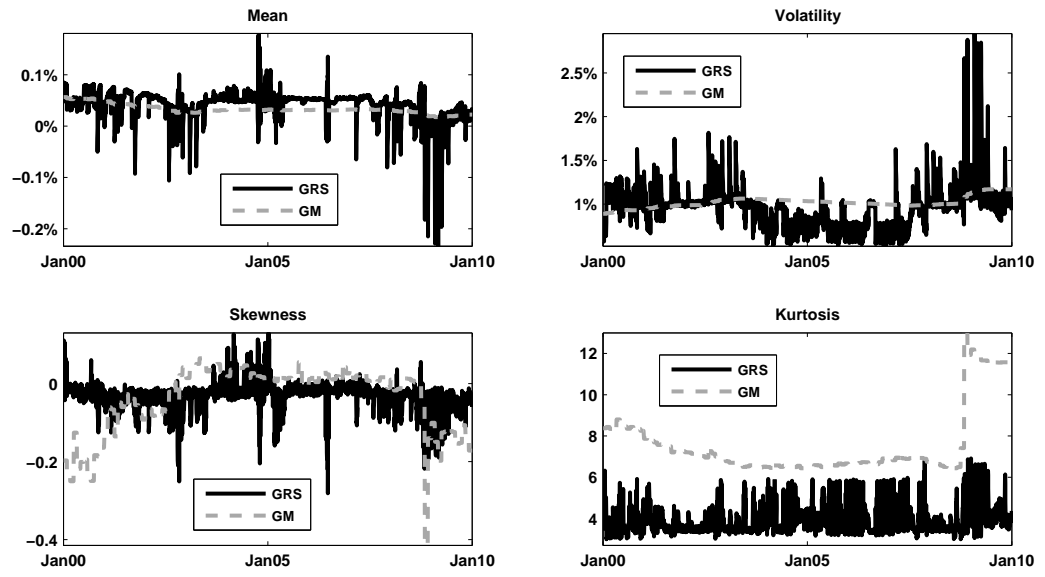 Mean
0.1%
0%
−0.1%
−0.2%
GRS
GM
Jan00
Jan05
Jan10
Volatility
2.5%
2%
1.5%
1%
GRS
GM
Jan00
Jan05
Jan10
Skewness
0
−0.2
−0.4
GRS
GM
Jan00
Jan05
Jan10
Kurtosis
12
10
8
6
4
GRS
GM
Jan00
Jan05
Jan10